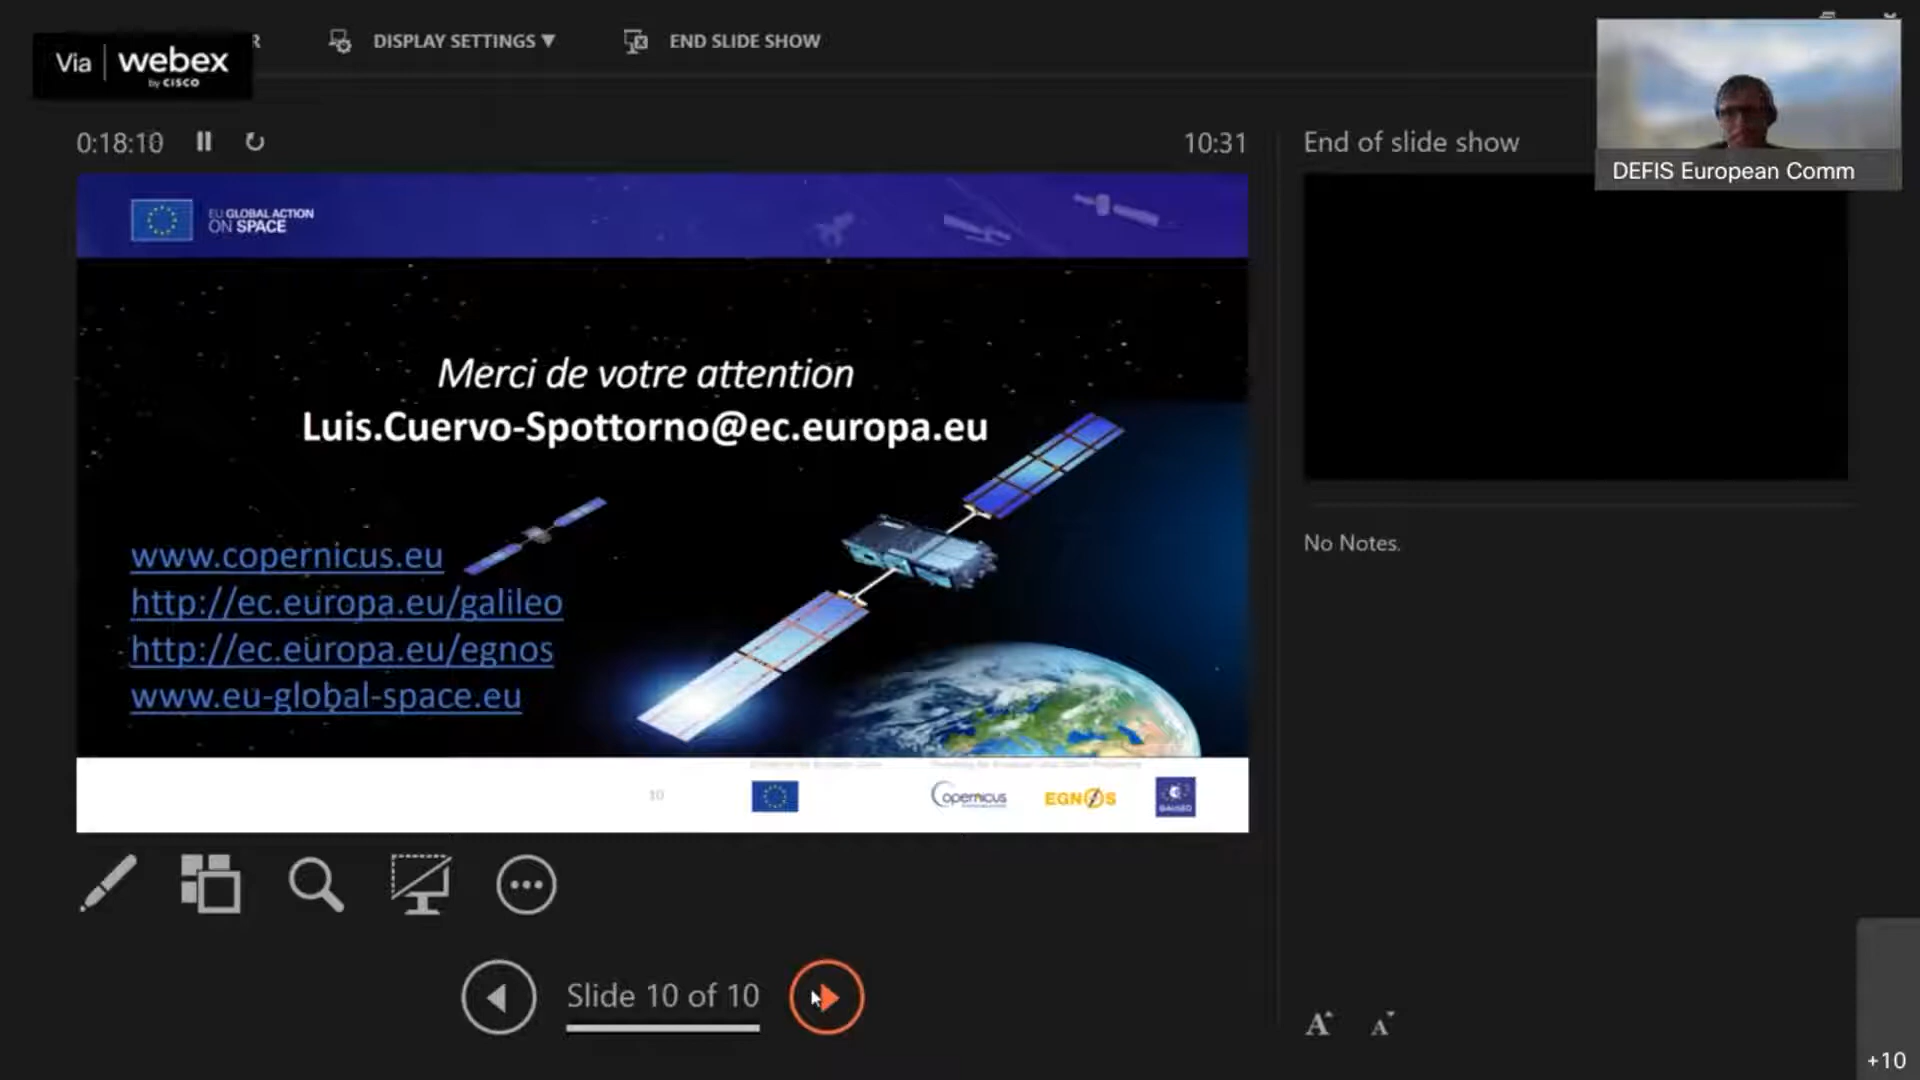 Via webex
by CISCO
R
DISPLAY SETTINGS
END SLIDE SHOW
DEFIS European Comm
0:18:10
10:31
End of slide show
EU GLOBAL ACTION
ON SPACE
Merci de votre attention
Luis.Cuervo-Spottorno@ec.europa.eu
www.copernicus.eu
http://ec.europa.eu/galileo
http://ec.europa.eu/egnos
www.eu-global-space.eu
10
Copernicus
EGNOS
GALILEO
No Notes.
Slide 10 of 10
A A
+10